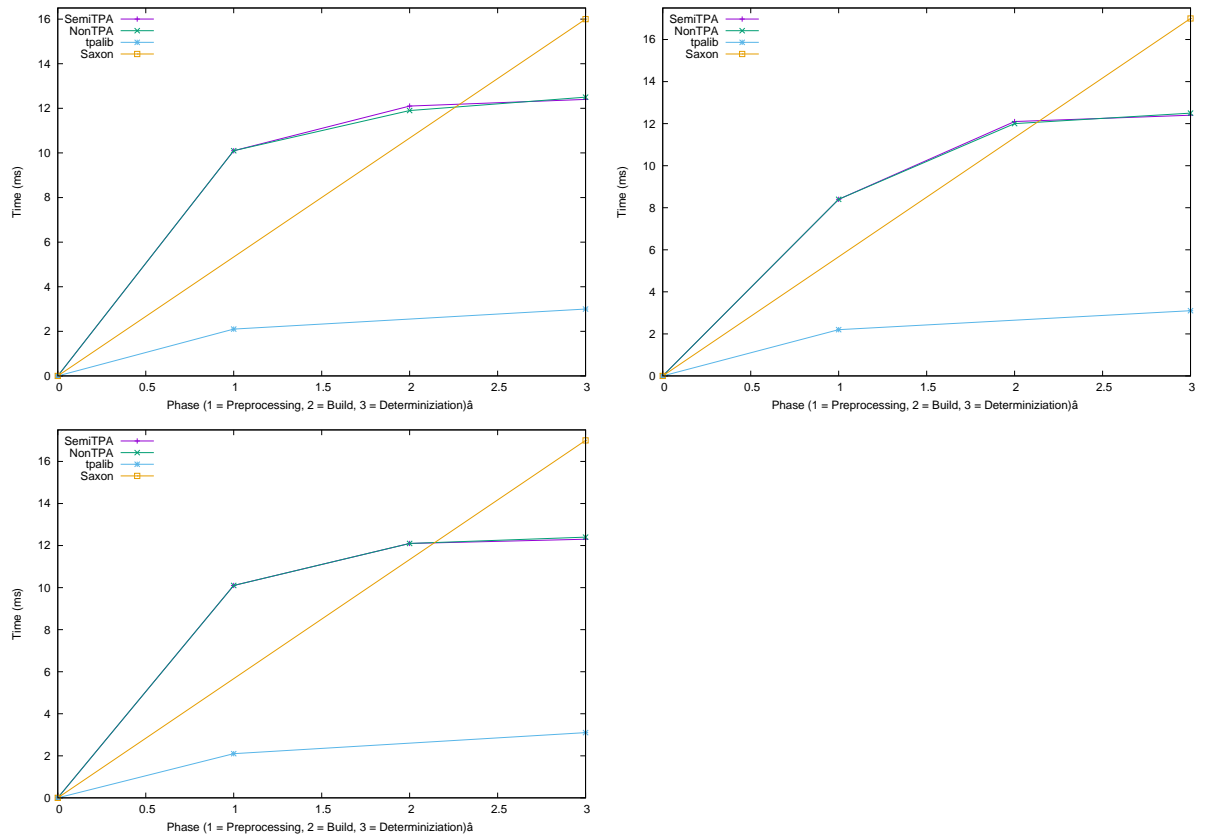 16
14
12
10
8
6
4
2
0
Time (ms)
SemiTPA
NonTPA
tpalib
Saxon
0 0.5 1 1.5 2 2.5 3
Phase (1 = Preprocessing, 2 = Build, 3 = Determiniziation)â
16
14
12
10
8
6
4
2
0
Time (ms)
SemiTPA
NonTPA
tpalib
Saxon
0 0.5 1 1.5 2 2.5 3
Phase (1 = Preprocessing, 2 = Build, 3 = Determiniziation)â
16
14
12
10
8
6
4
2
0
Time (ms)
SemiTPA
NonTPA
tpalib
Saxon
0 0.5 1 1.5 2 2.5 3
Phase (1 = Preprocessing, 2 = Build, 3 = Determiniziation)â